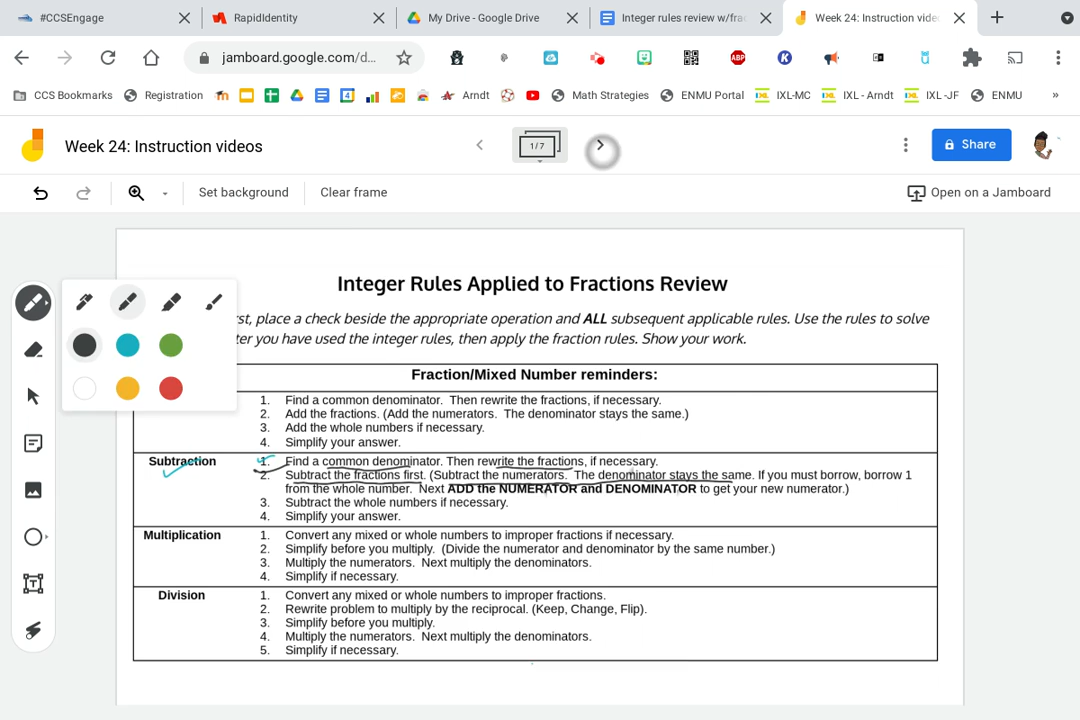 #CCSEngage
RapidIdentity
My Drive - Google Drive
Integer rules review w/fra
Week 24: Instruction vide
jamboard.google.com/d...
ABP
K
CCS Bookmarks
Registration
Arndt
Math Strategies
ENMU Portal
IXL-MC
IXL - Arndt
IXL -JF
ENMU
»
Week 24: Instruction videos
1/7
Share
Set background
Clear frame
Open on a Jamboard
Integer Rules Applied to Fractions Review
rst, place a check beside the appropriate operation and ALL subsequent applicable rules. Use the rules to solve
ter you have used the integer rules, then apply the fraction rules. Show your work.
Fraction/Mixed Number reminders:
1. Find a common denominator. Then rewrite the fractions, if necessary.
2. Add the fractions. (Add the numerators. The denominator stays the same.)
3. Add the whole numbers if necessary.
4. Simplify your answer.
Subtraction
1. Find a common denominator. Then rewrite the fractions, if necessary.
2. Subtract the fractions first. (Subtract the numerators. The denominator stays the same. If you must borrow, borrow 1
from the whole number. Next ADD the NUMERATOR and DENOMINATOR to get your new numerator.)
3. Subtract the whole numbers if necessary.
4. Simplify your answer.
Multiplication
1. Convert any mixed or whole numbers to improper fractions if necessary.
2. Simplify before you multiply. (Divide the numerator and denominator by the same number.)
3. Multiply the numerators. Next multiply the denominators.
4. Simplify if necessary.
Division
1. Convert any mixed or whole numbers to improper fractions.
2. Rewrite problem to multiply by the reciprocal. (Keep, Change, Flip).
3. Simplify before you multiply.
4. Multiply the numerators. Next multiply the denominators.
5. Simplify if necessary.